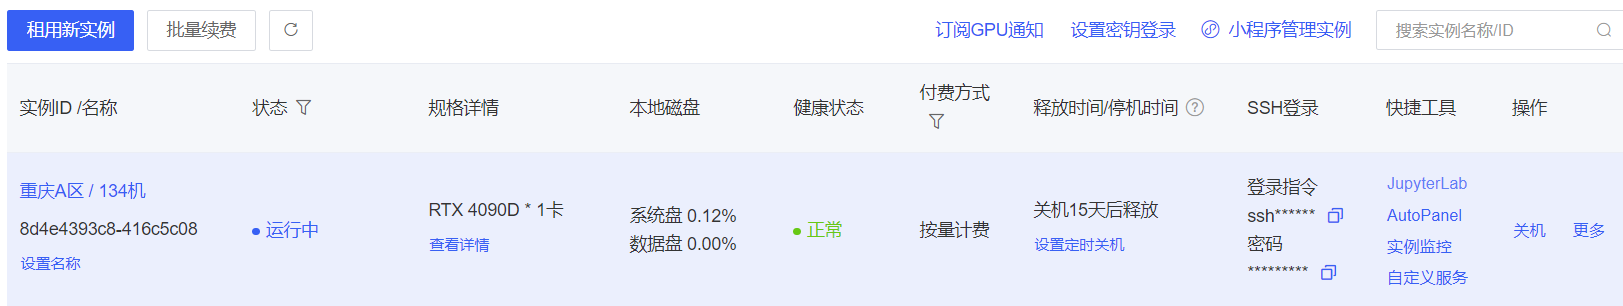 租用新实例 批量续费 订阅GPU通知 设置密钥登录 小程序管理实例 搜索实例名称/ID
实例ID /名称 状态 规格详情 本地磁盘 健康状态 付费方式 释放时间/停机时间 SSH登录 快捷工具 操作
重庆A区 / 134机
8d4e4393c8-416c5c08
设置名称
运行中
RTX 4090D * 1卡
查看详情
系统盘 0.12%
数据盘 0.00%
正常
按量计费
关机15天后释放
设置定时关机
登录指令
ssh******
密码
*********
JupyterLab
AutoPanel
实例监控
自定义服务
关机 更多